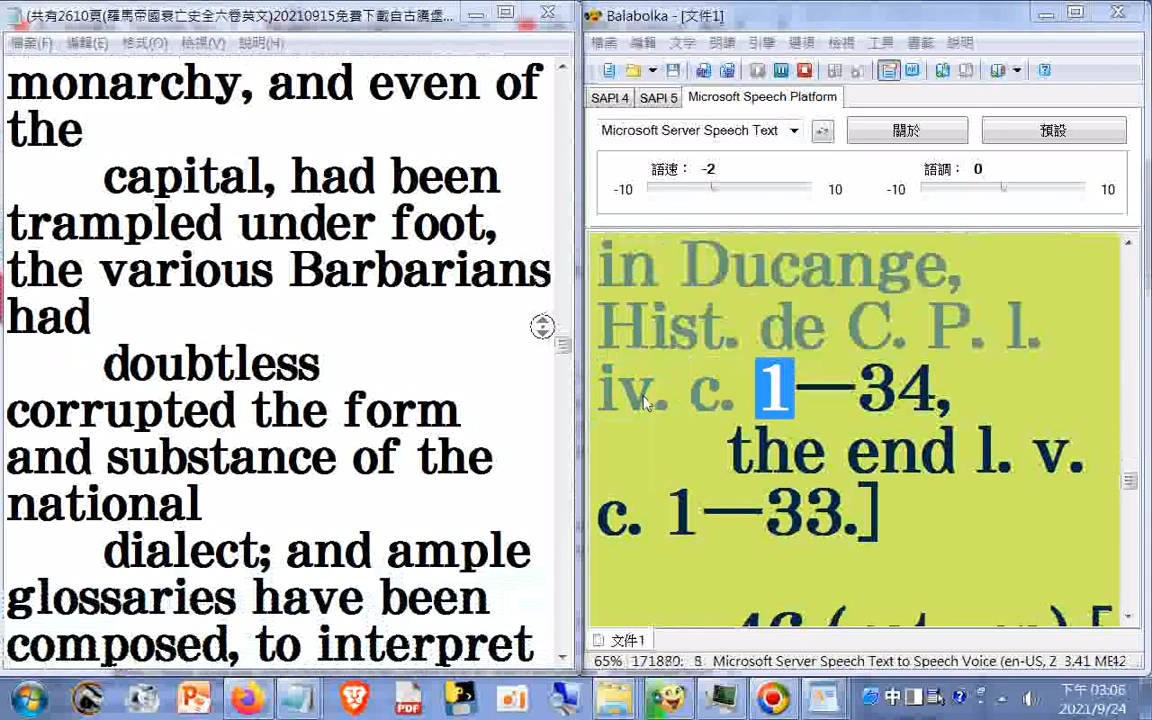 (共有2610頁(羅馬帝國衰亡史全六卷英文)20210915免費下載自古騰堡...
檔案(F) 編輯(E) 格式(O) 檢視(V) 說明(H)
monarchy, and even of
the
capital, had been
trampled under foot,
the various Barbarians
had
doubtless
corrupted the form
and substance of the
national
dialect; and ample
glossaries have been
composed, to interpret
Balabolka - [文件1]
檔案 編輯 文字 閱讀 引擎 選項 檢視 工具 書籤 說明
SAPI 4 SAPI 5 Microsoft Speech Platform
Microsoft Server Speech Text 關於 預設
語速： -2 語調： 0
-10 10 -10 10
in Ducange,
Hist. de C. P. l.
iv. c. 1—34,
the end l. v.
c. 1—33.]
文件1
65% 171880: 8 Microsoft Server Speech Text to Speech Voice (en-US, Z
PDF
中
下午 03:06
2021/9/24